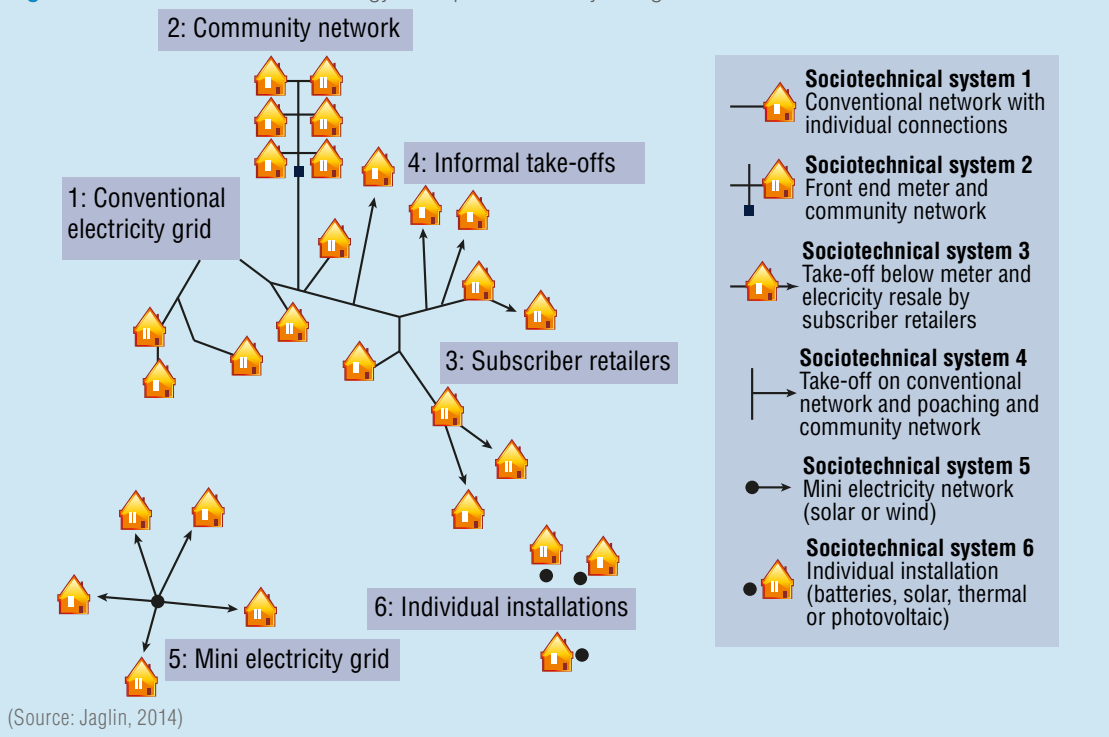 2: Community network
4: Informal take-offs
1: Conventional
electricity grid
3: Subscriber retailers
6: Individual installations
5: Mini electricity grid
Sociotechnical system 1
Conventional network with
individual connections
Sociotechnical system 2
Front end meter and
community network
Sociotechnical system 3
Take-off below meter and
elecricity resale by
subscriber retailers
Sociotechnical system 4
Take-off on conventional
network and poaching and
community network
Sociotechnical system 5
Mini electricity network
(solar or wind)
Sociotechnical system 6
Individual installation
(batteries, solar, thermal
or photovoltaic)
(Source: Jaglin, 2014)